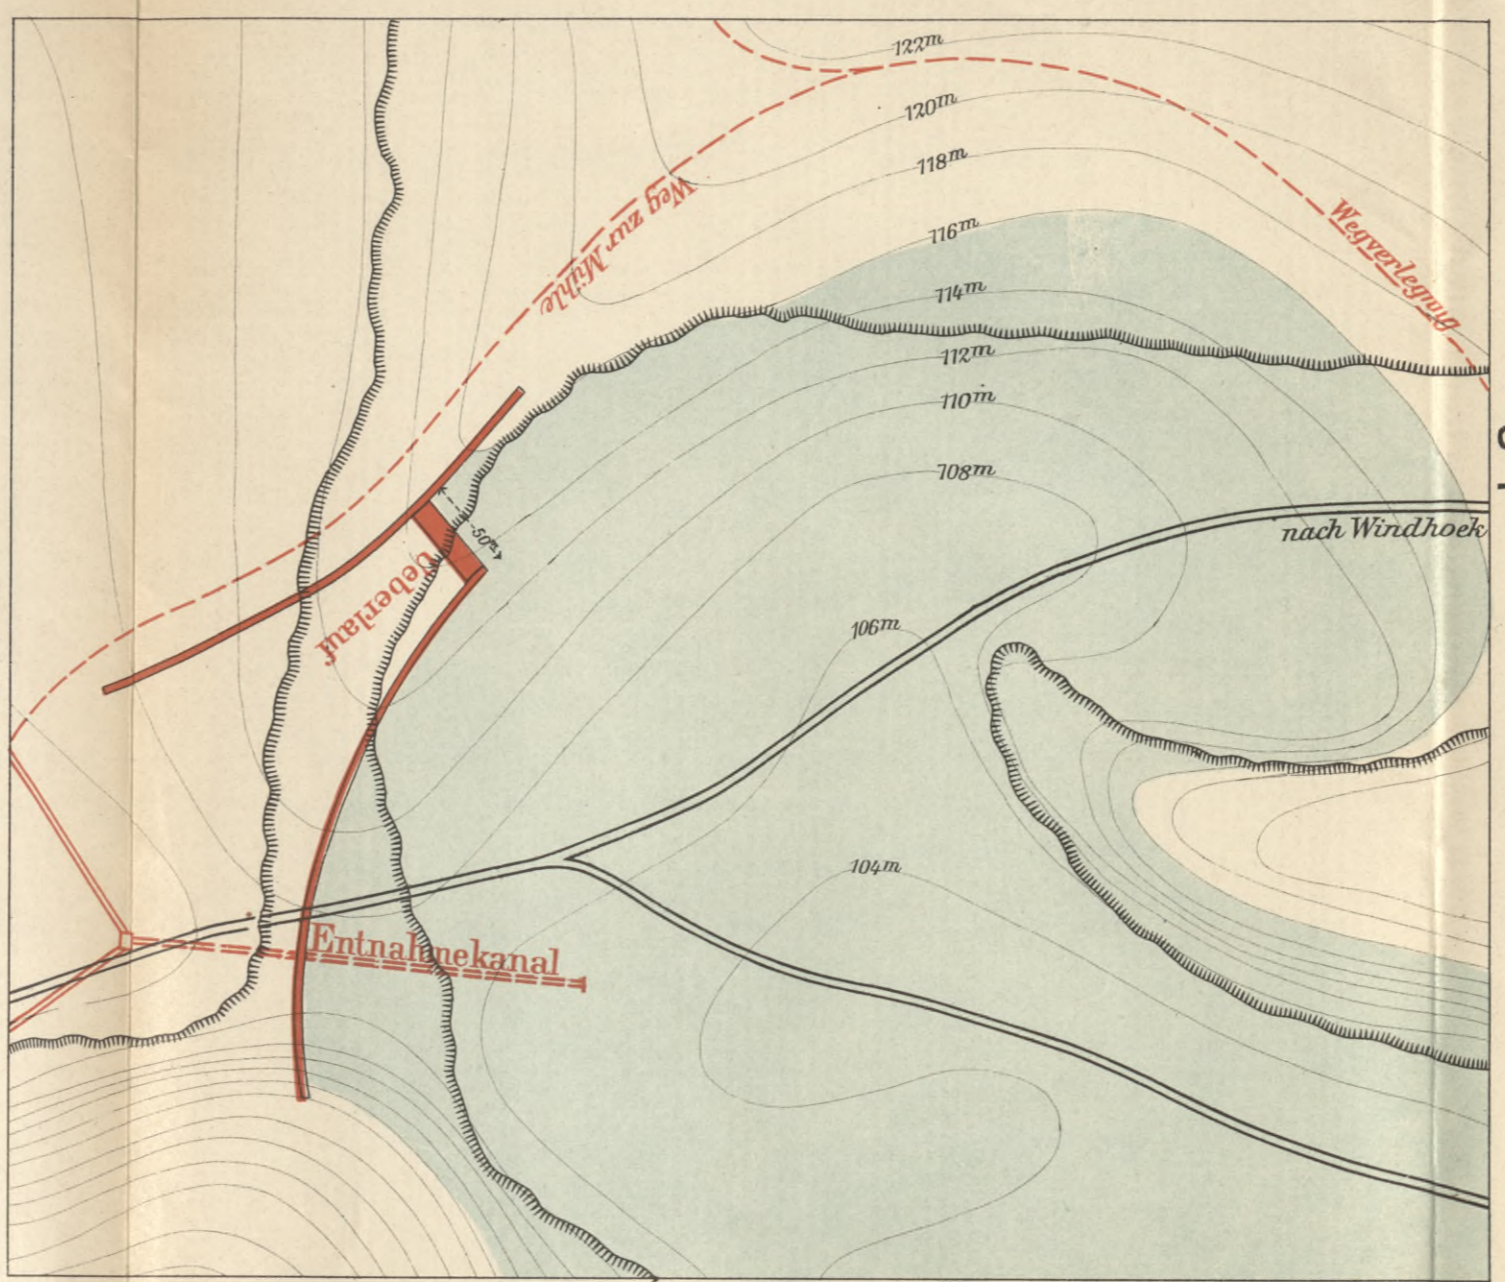 122m
120m
118m
116m
114m
112m
110m
108m
106m
104m
Weg zur Mühle
Wegverlegung
50m
Ueberlauf
nach Windhoek
Entnahmekanal